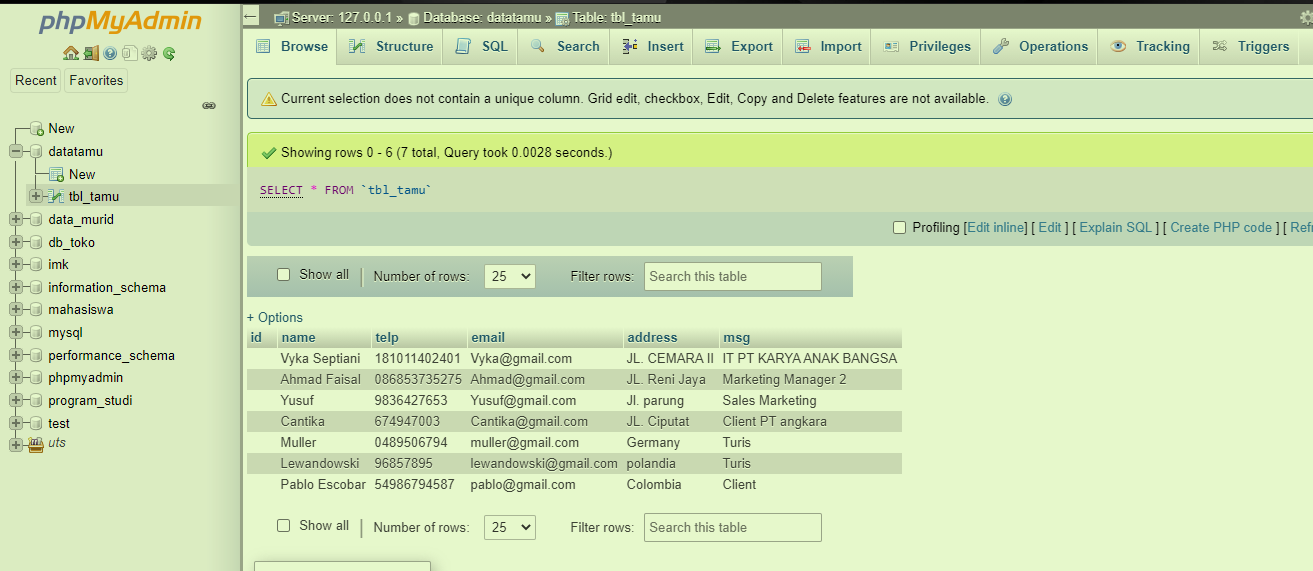 phpMyAdmin
Recent Favorites
New
datatamu
New
tbl_tamu
data_murid
db_toko
imk
information_schema
mahasiswa
mysql
performance_schema
phpmyadmin
program_studi
test
uts
Server: 127.0.0.1 » Database: datatamu » Table: tbl_tamu
Browse Structure SQL Search Insert Export Import Privileges Operations Tracking Triggers
Current selection does not contain a unique column. Grid edit, checkbox, Edit, Copy and Delete features are not available.
Showing rows 0 - 6 (7 total, Query took 0.0028 seconds.)
SELECT * FROM `tbl_tamu`
Profiling [Edit inline] [ Edit ] [ Explain SQL ] [ Create PHP code ] [ Refr
Show all | Number of rows: 25 Filter rows: Search this table
+ Options
id name telp email address msg
Vyka Septiani 181011402401 Vyka@gmail.com JL. CEMARA II IT PT KARYA ANAK BANGSA
Ahmad Faisal 086853735275 Ahmad@gmail.com JL. Reni Jaya Marketing Manager 2
Yusuf 9836427653 Yusuf@gmail.com Jl. parung Sales Marketing
Cantika 674947003 Cantika@gmail.com JL. Ciputat Client PT angkara
Muller 0489506794 muller@gmail.com Germany Turis
Lewandowski 96857895 lewandowski@gmail.com polandia Turis
Pablo Escobar 54986794587 pablo@gmail.com Colombia Client
Show all | Number of rows: 25 Filter rows: Search this table